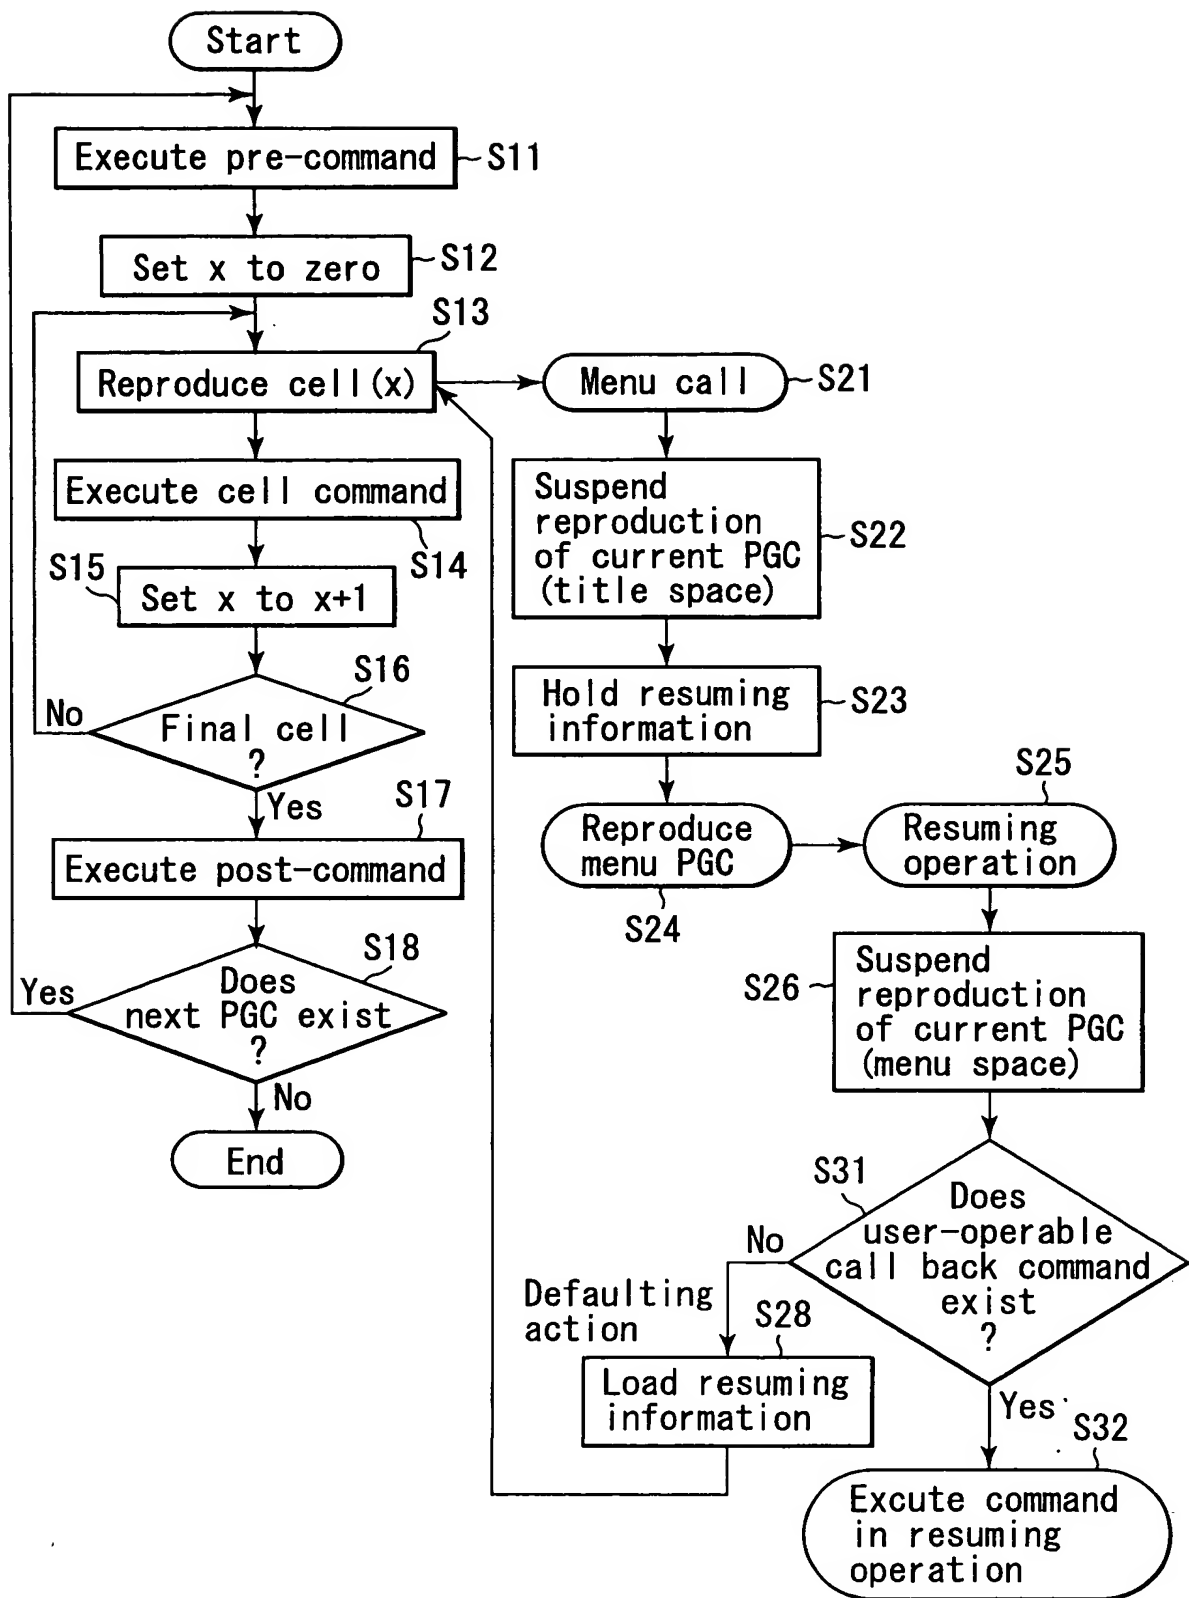 Start
Execute pre-command
S11
Set x to zero
S12
S13
Reproduce cell(x)
Execute cell command
S14
S15
Set x to x+1
S16
Final cell
?
No
Yes
S17
Execute post-command
S18
Does
next PGC exist
?
Yes
No
End
Menu call
S21
Suspend
reproduction
of current PGC
(title space)
S22
Hold resuming
information
S23
Reproduce
menu PGC
S24
S25
Resuming
operation
S26
Suspend
reproduction
of current PGC
(menu space)
S31
Does
user-operable
call back command
exist
?
No
Defaulting
action
S28
Load resuming
information
Yes
S32
Excute command
in resuming
operation